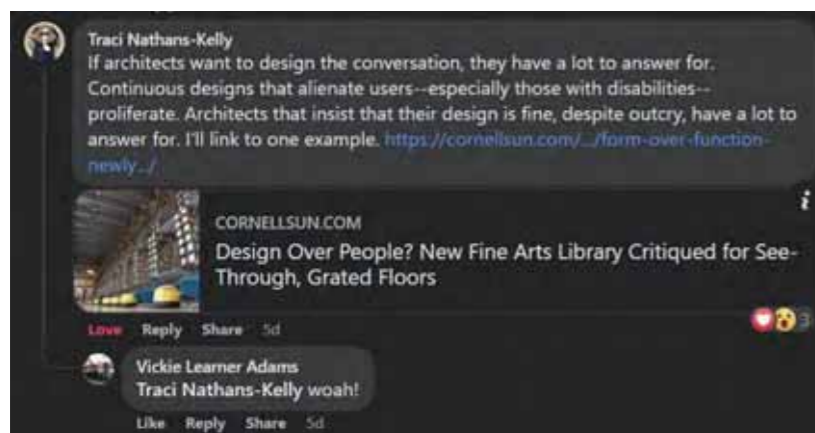 Traci Nathans-Kelly
If architects want to design the conversation, they have a lot to answer for.
Continuous designs that alienate users--especially those with disabilities--
proliferate. Architects that insist that their design is fine, despite outcry, have a lot to
answer for. I'll link to one example. https://cornellsun.com/.../form-over-function-
newly.../
i
CORNELLSUN.COM
Design Over People? New Fine Arts Library Critiqued for See-
Through, Grated Floors
Love Reply Share 5d
3
Vickie Learner Adams
Traci Nathans-Kelly woah!
Like Reply Share 5d